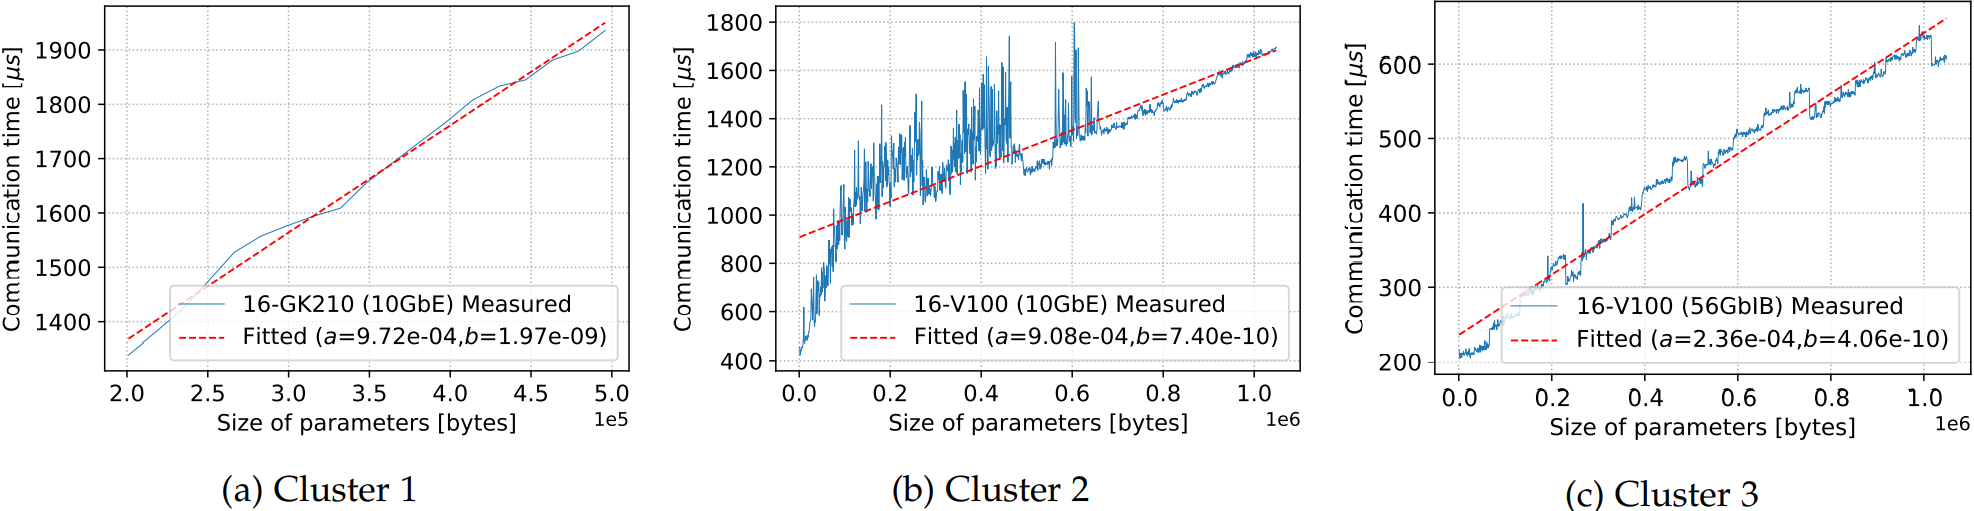 Communication time [μs]
1900
1800
1700
1600
1500
1400
16-GK210 (10GbE) Measured
Fitted (a=9.72e-04,b=1.97e-09)
2.0 2.5 3.0 3.5 4.0 4.5 5.0
1e5
Size of parameters [bytes]
(a) Cluster 1
Communication time [μs]
1800
1600
1400
1200
1000
800
600
400
16-V100 (10GbE) Measured
Fitted (a=9.08e-04,b=7.40e-10)
0.0 0.2 0.4 0.6 0.8 1.0
1e6
Size of parameters [bytes]
(b) Cluster 2
Communication time [μs]
600
500
400
300
200
16-V100 (56GbIB) Measured
Fitted (a=2.36e-04,b=4.06e-10)
0.0 0.2 0.4 0.6 0.8 1.0
1e6
Size of parameters [bytes]
(c) Cluster 3